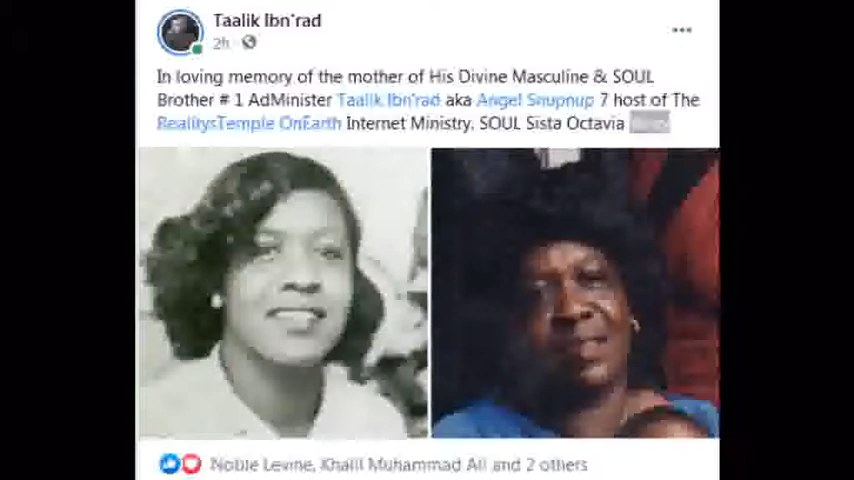 Taalik Ibn'rad
2h
In loving memory of the mother of His Divine Masculine & SOUL
Brother # 1 AdMinister Taalik Ibn'rad aka Angel Snupnup 7 host of The
RealitysTemple OnEarth Internet Ministry, SOUL Sista Octavia
Noble Levine, Khalil Muhammad Ali and 2 others